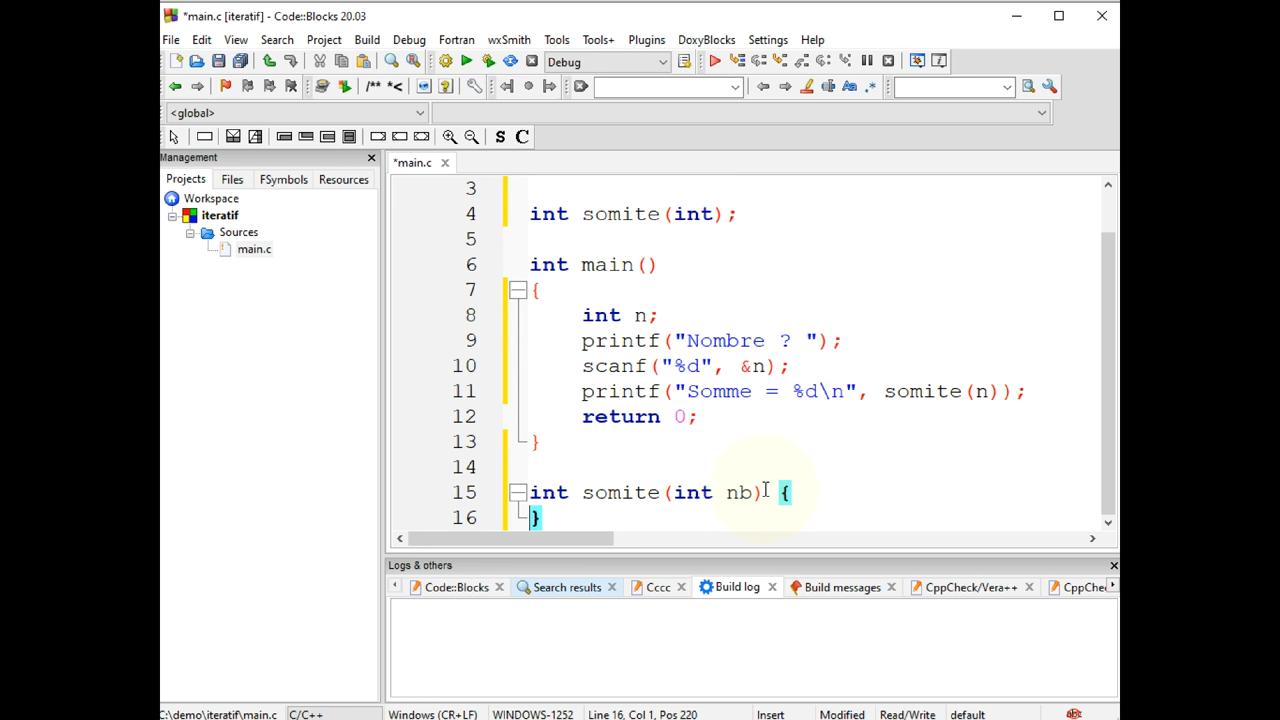 *main.c [iteratif] - Code::Blocks 20.03
File Edit View Search Project Build Debug Fortran wxSmith Tools Tools+ Plugins DoxyBlocks Settings Help
Debug
/** *<
<global>
S C
Management
Projects Files FSymbols Resources
Workspace
iteratif
Sources
main.c
*main.c
3
4 int somite(int);
5
6 int main()
7 {
8 int n;
9 printf("Nombre ? ");
10 scanf("%d", &n);
11 printf("Somme = %d\n", somite(n));
12 return 0;
13 }
14
15 int somite(int nb) {
16 }
Logs & others
Code::Blocks Search results Cccc Build log Build messages CppCheck/Vera++ CppChe
C:\demo\iteratif\main.c C/C++ Windows (CR+LF) WINDOWS-1252 Line 16, Col 1, Pos 220 Insert Modified Read/Write default